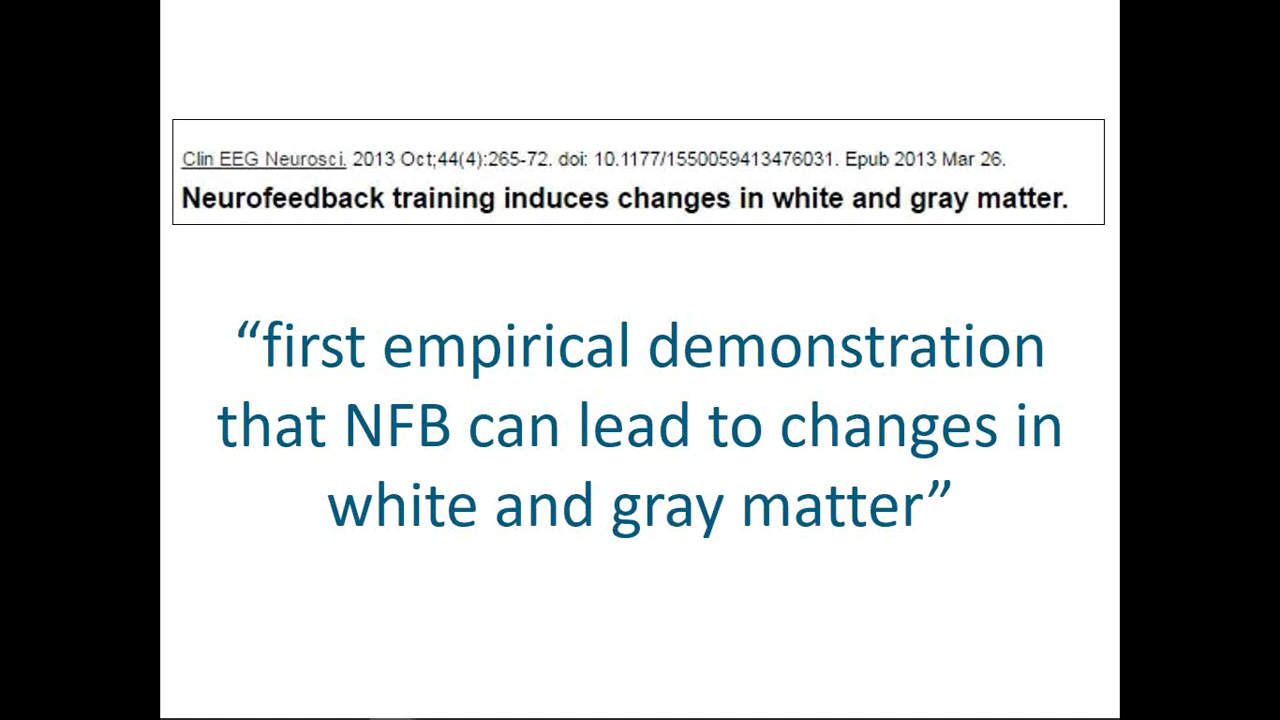 Clin EEG Neurosci. 2013 Oct;44(4):265-72. doi: 10.1177/1550059413476031. Epub 2013 Mar 26.
Neurofeedback training induces changes in white and gray matter.
“first empirical demonstration
that NFB can lead to changes in
white and gray matter”